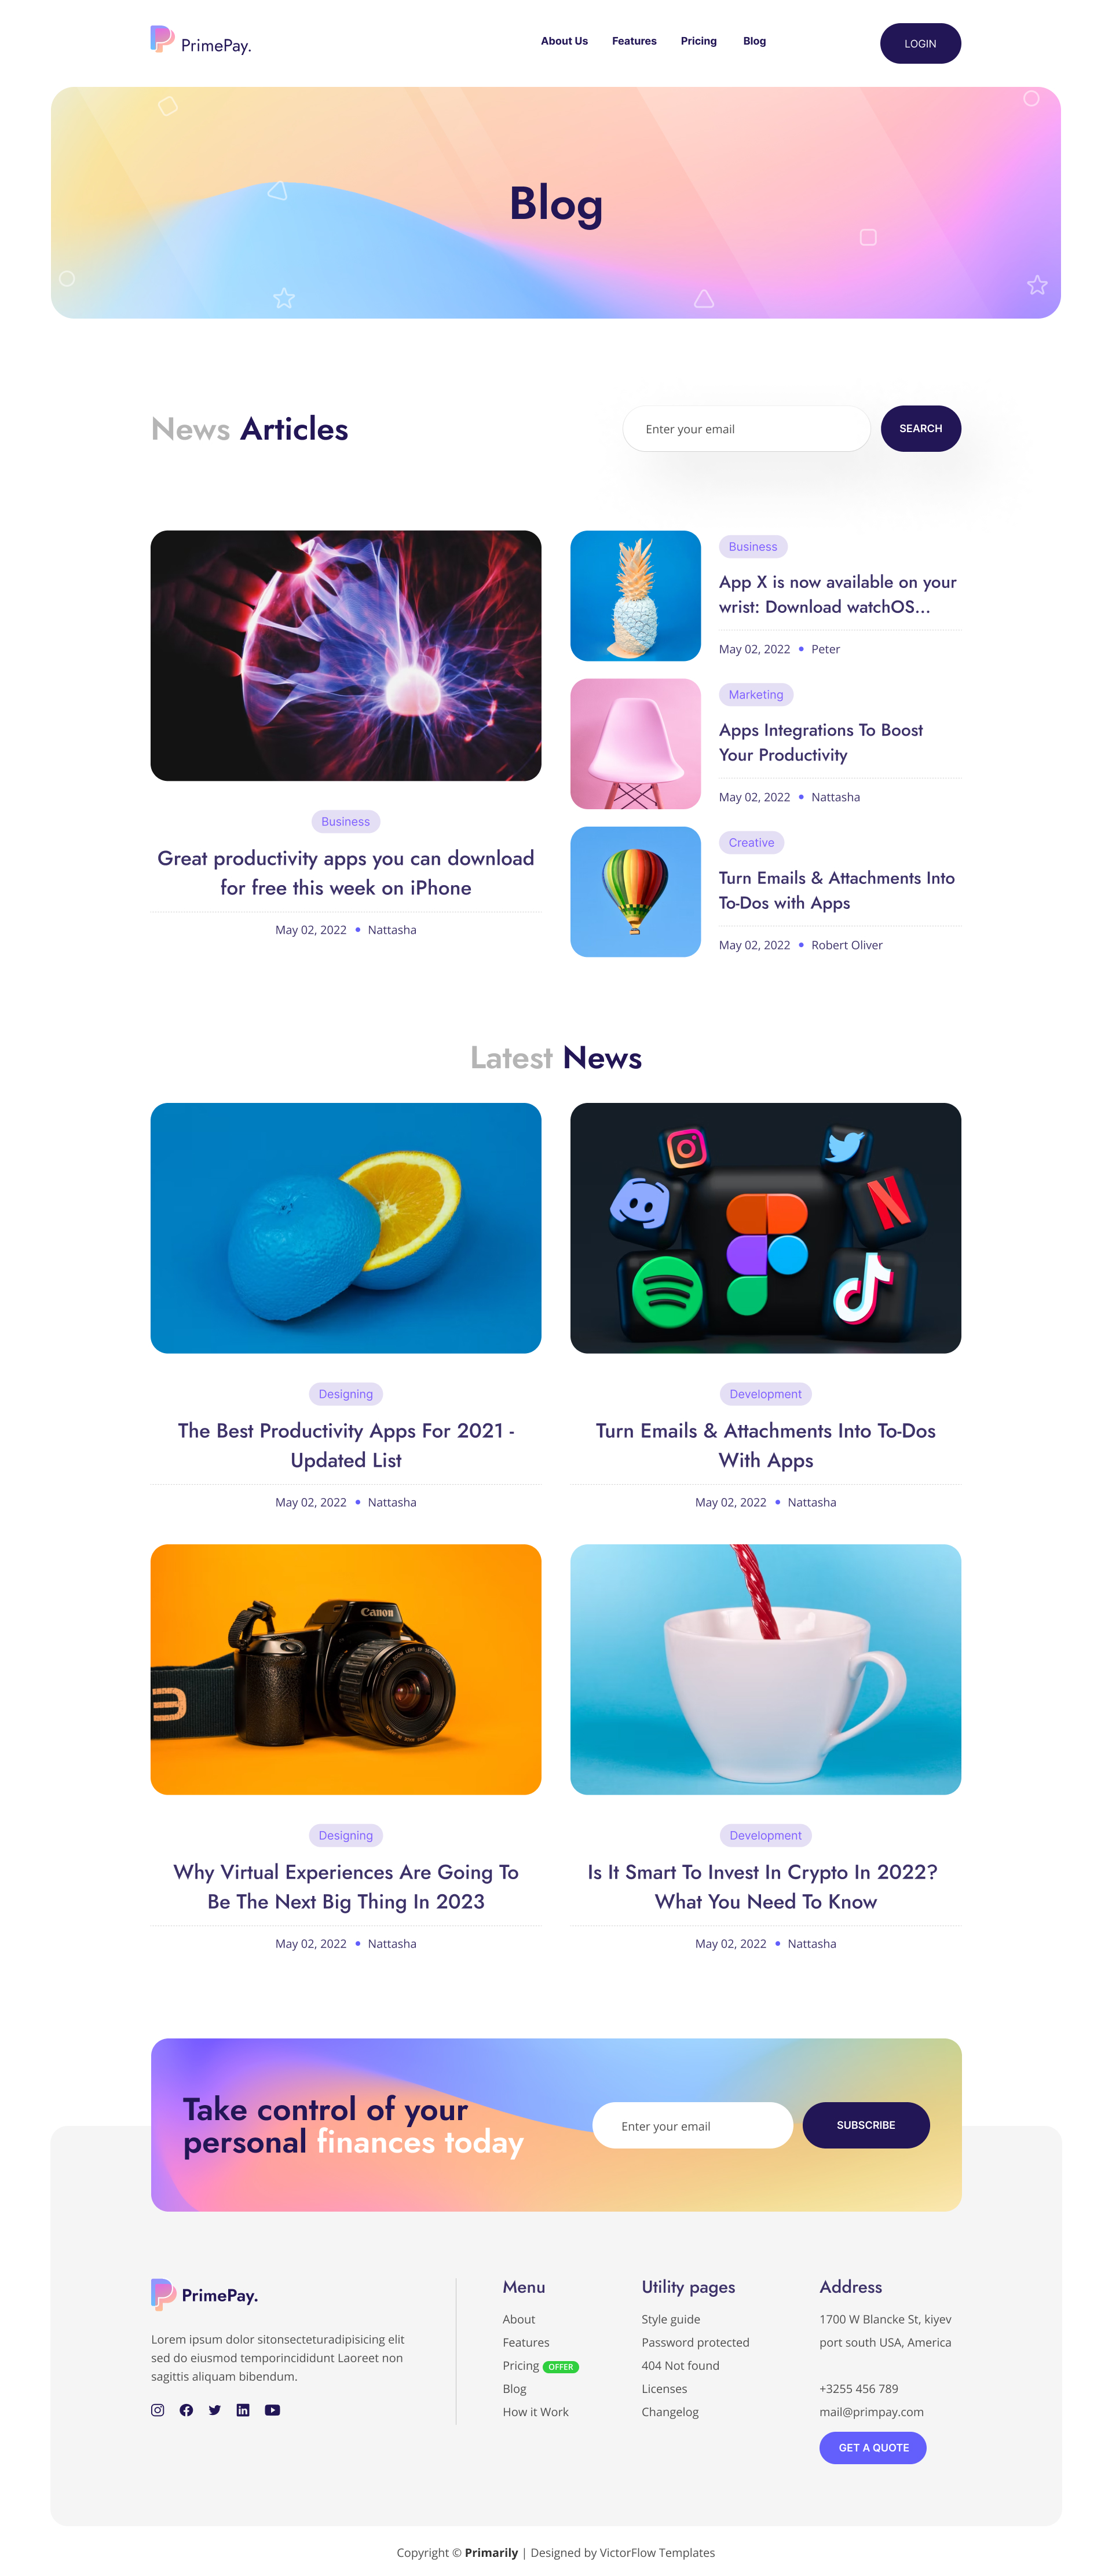 PrimePay.
About Us
Features
Pricing
Blog
LOGIN
Blog
News Articles
Enter your email
SEARCH
Business
Great productivity apps you can download
for free this week on iPhone
May 02, 2022 • Nattasha
Business
App X is now available on your
wrist: Download watchOS...
May 02, 2022 • Peter
Marketing
Apps Integrations To Boost
Your Productivity
May 02, 2022 • Nattasha
Creative
Turn Emails & Attachments Into
To-Dos with Apps
May 02, 2022 • Robert Oliver
Latest News
Designing
The Best Productivity Apps For 2021 -
Updated List
May 02, 2022 • Nattasha
Development
Turn Emails & Attachments Into To-Dos
With Apps
May 02, 2022 • Nattasha
Canon
Designing
Why Virtual Experiences Are Going To
Be The Next Big Thing In 2023
May 02, 2022 • Nattasha
Development
Is It Smart To Invest In Crypto In 2022?
What You Need To Know
May 02, 2022 • Nattasha
Take control of your
personal finances today
Enter your email
SUBSCRIBE
PrimePay.
Lorem ipsum dolor sitonsecteturadipisicing elit
sed do eiusmod temporincididunt Laoreet non
sagittis aliquam bibendum.
Menu
About
Features
Pricing OFFER
Blog
How it Work
Utility pages
Style guide
Password protected
404 Not found
Licenses
Changelog
Address
1700 W Blancke St, kiyev
port south USA, America
+3255 456 789
mail@primpay.com
GET A QUOTE
Copyright © Primarily | Designed by VictorFlow Templates